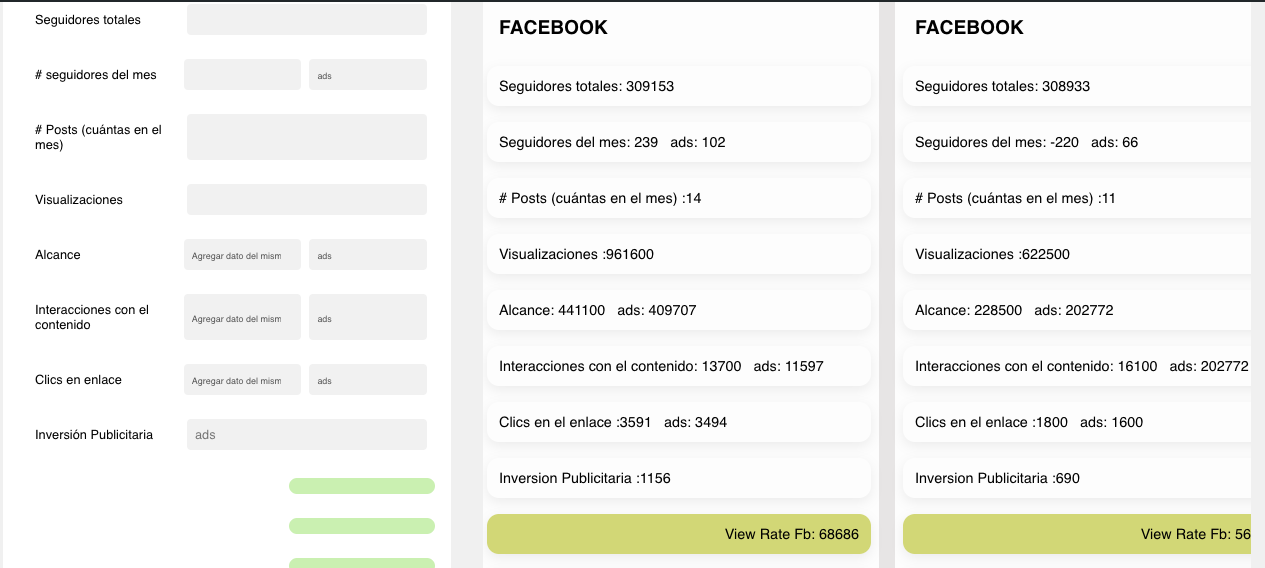 Seguidores totales
# seguidores del mes
ads
# Posts (cuántas en el
mes)
Visualizaciones
Alcance
Agregar dato del mism
ads
Interacciones con el
contenido
Agregar dato del mism
ads
Clics en enlace
Agregar dato del mism
ads
Inversión Publicitaria
ads
FACEBOOK
Seguidores totales: 309153
Seguidores del mes: 239 ads: 102
# Posts (cuántas en el mes) :14
Visualizaciones :961600
Alcance: 441100 ads: 409707
Interacciones con el contenido: 13700 ads: 11597
Clics en el enlace :3591 ads: 3494
Inversion Publicitaria :1156
View Rate Fb: 68686
FACEBOOK
Seguidores totales: 308933
Seguidores del mes: -220 ads: 66
# Posts (cuántas en el mes) :11
Visualizaciones :622500
Alcance: 228500 ads: 202772
Interacciones con el contenido: 16100 ads: 202772
Clics en el enlace :1800 ads: 1600
Inversion Publicitaria :690
View Rate Fb: 56